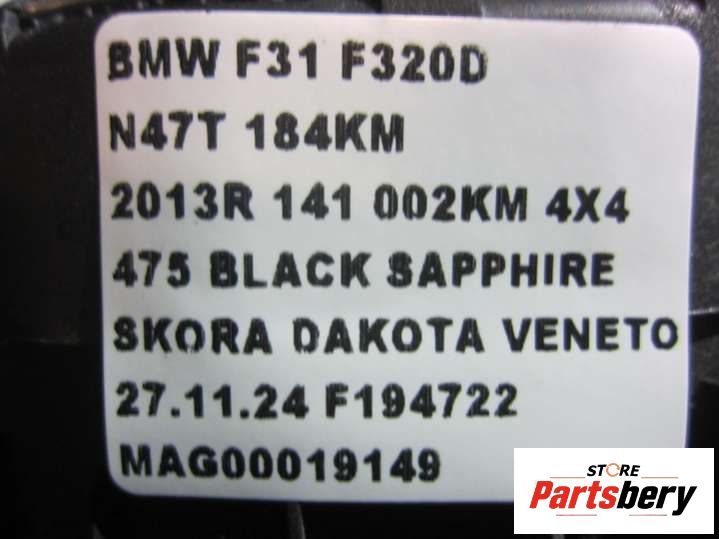 BMW F31 F320D
N47T 184KM
2013R 141 002KM 4X4
475 BLACK SAPPHIRE
SKORA DAKOTA VENETO
27.11.24 F194722
MAG00019149
STORE
Partsbery